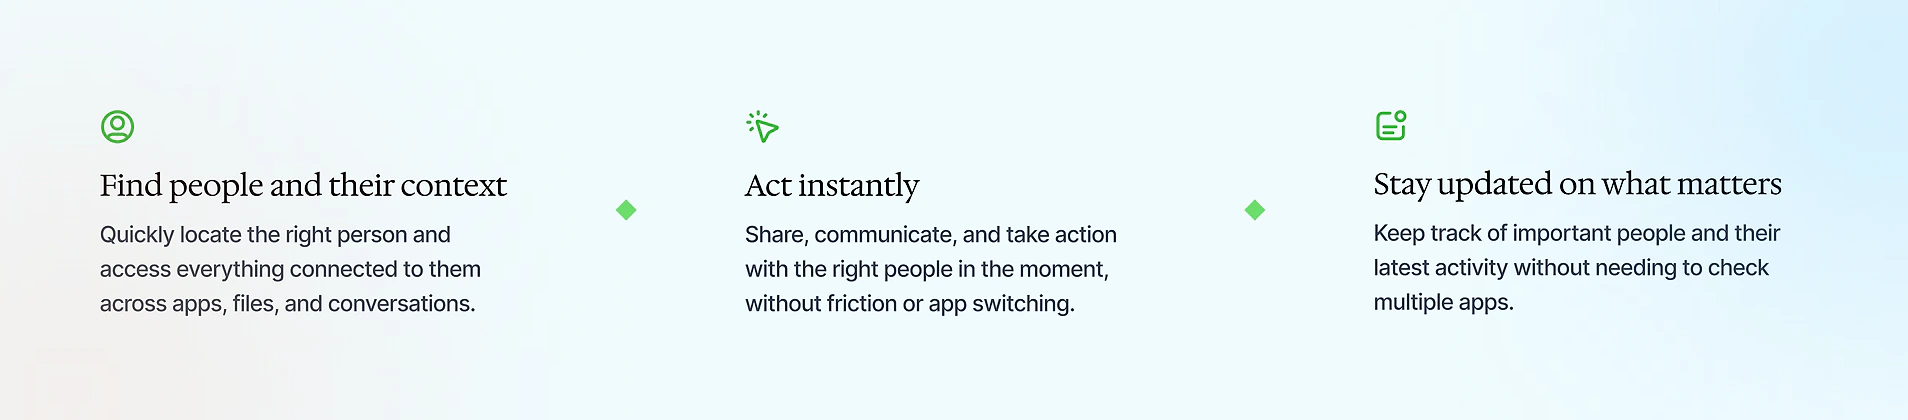 Find people and their context
Quickly locate the right person and
access everything connected to them
across apps, files, and conversations.
Act instantly
Share, communicate, and take action
with the right people in the moment,
without friction or app switching.
Stay updated on what matters
Keep track of important people and their
latest activity without needing to check
multiple apps.